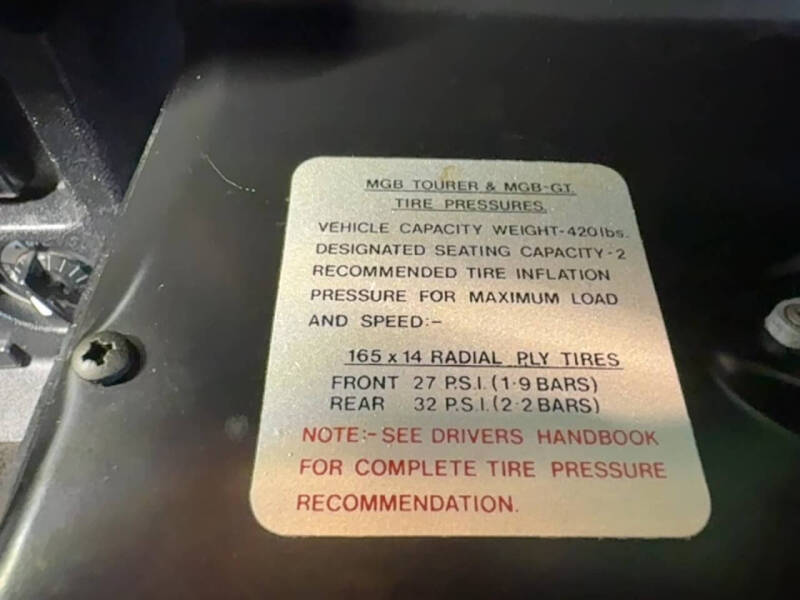 MGB TOURER & MGB-GT.
TIRE PRESSURES.
VEHICLE CAPACITY WEIGHT-420lbs.
DESIGNATED SEATING CAPACITY-2
RECOMMENDED TIRE INFLATION
PRESSURE FOR MAXIMUM LOAD
AND SPEED:-
165 x 14 RADIAL PLY TIRES
FRONT 27 P.S.I. (1·9 BARS)
REAR 32 P.S.I. (2·2 BARS)
NOTE:- SEE DRIVERS HANDBOOK
FOR COMPLETE TIRE PRESSURE
RECOMMENDATION.